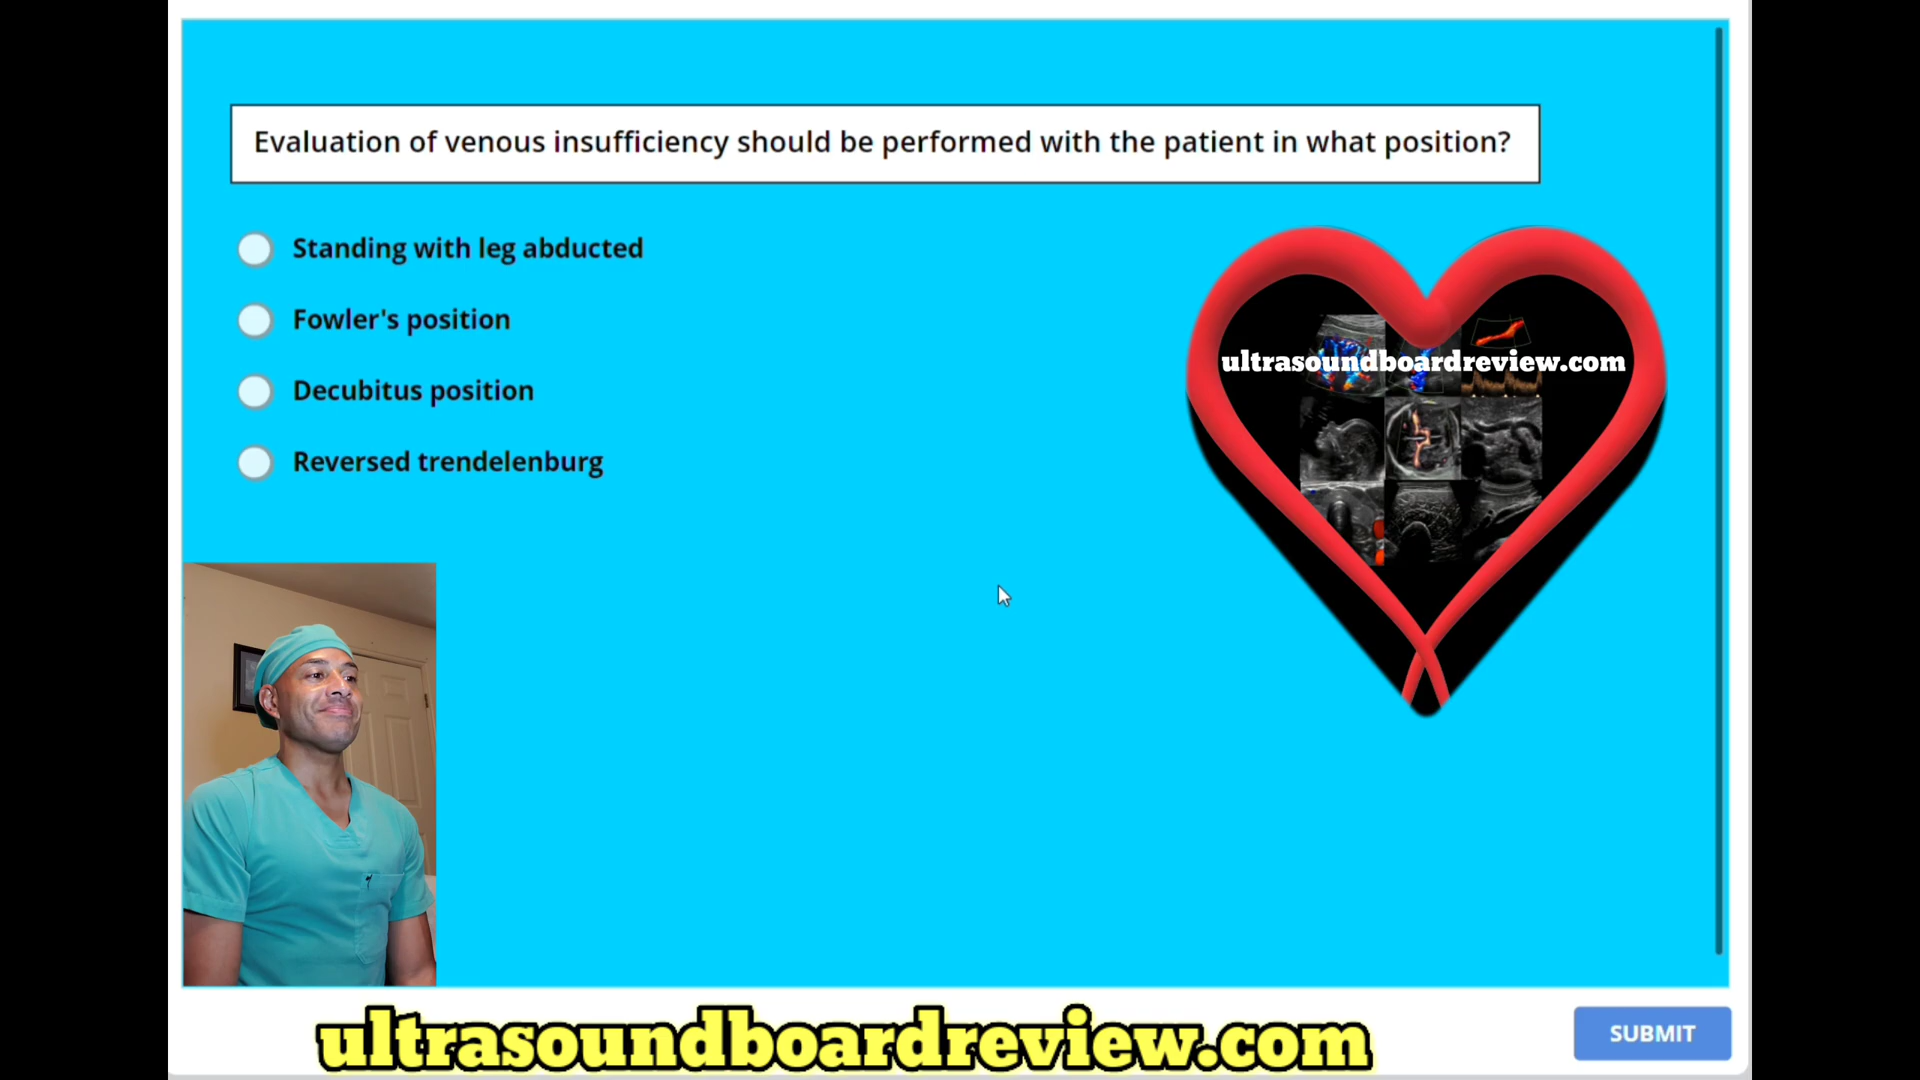 Evaluation of venous insufficiency should be performed with the patient in what position?
Standing with leg abducted
Fowler's position
Decubitus position
Reversed trendelenburg
ultrasoundboardreview.com
ultrasoundboardreview.com
SUBMIT